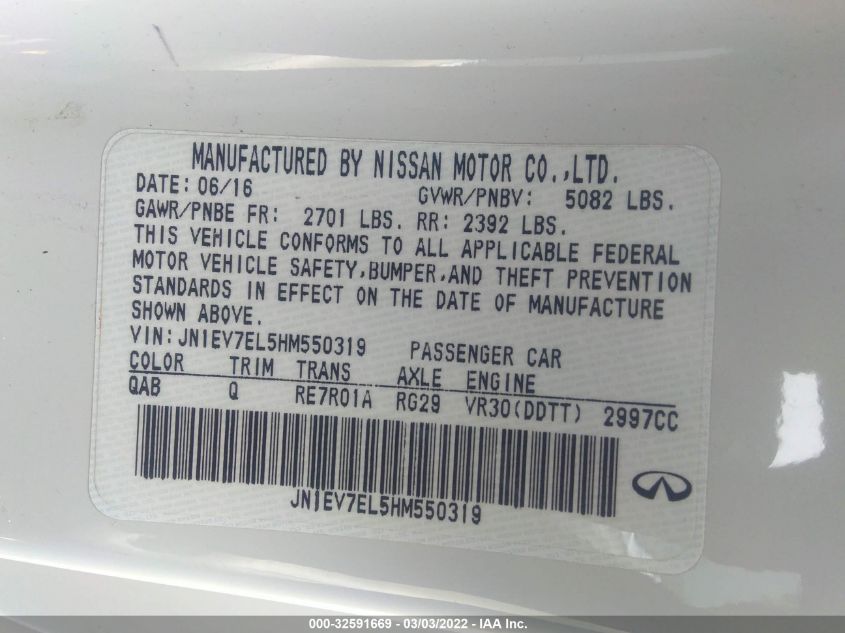 MANUFACTURED BY NISSAN MOTOR CO.,LTD.
DATE: 06/16 GVWR/PNBV: 5082 LBS.
GAWR/PNBE FR: 2701 LBS. RR: 2392 LBS.
THIS VEHICLE CONFORMS TO ALL APPLICABLE FEDERAL
MOTOR VEHICLE SAFETY, BUMPER, AND THEFT PREVENTION
STANDARDS IN EFFECT ON THE DATE OF MANUFACTURE
SHOWN ABOVE.
VIN: JN1EV7EL5HM550319 PASSENGER CAR
COLOR TRIM TRANS AXLE ENGINE
QAB Q RE7R01A RG29 VR30(DDTT) 2997CC
JN1EV7EL5HM550319
000-32591669 - 03/03/2022 - IAA Inc.